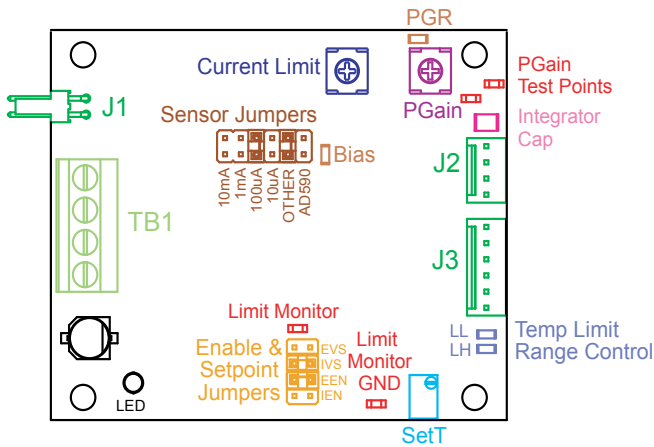 PGR
Current Limit
PGain
Test Points
J1
PGain
Sensor Jumpers
Integrator
Cap
Bias
J2
10mA
1mA
100uA
10uA
OTHER
AD590
TB1
J3
Limit Monitor
LL
LH
Temp Limit
Range Control
Enable &
Setpoint
Jumpers
EVS
IVS
EEN
IEN
Limit
Monitor
GND
LED
SetT